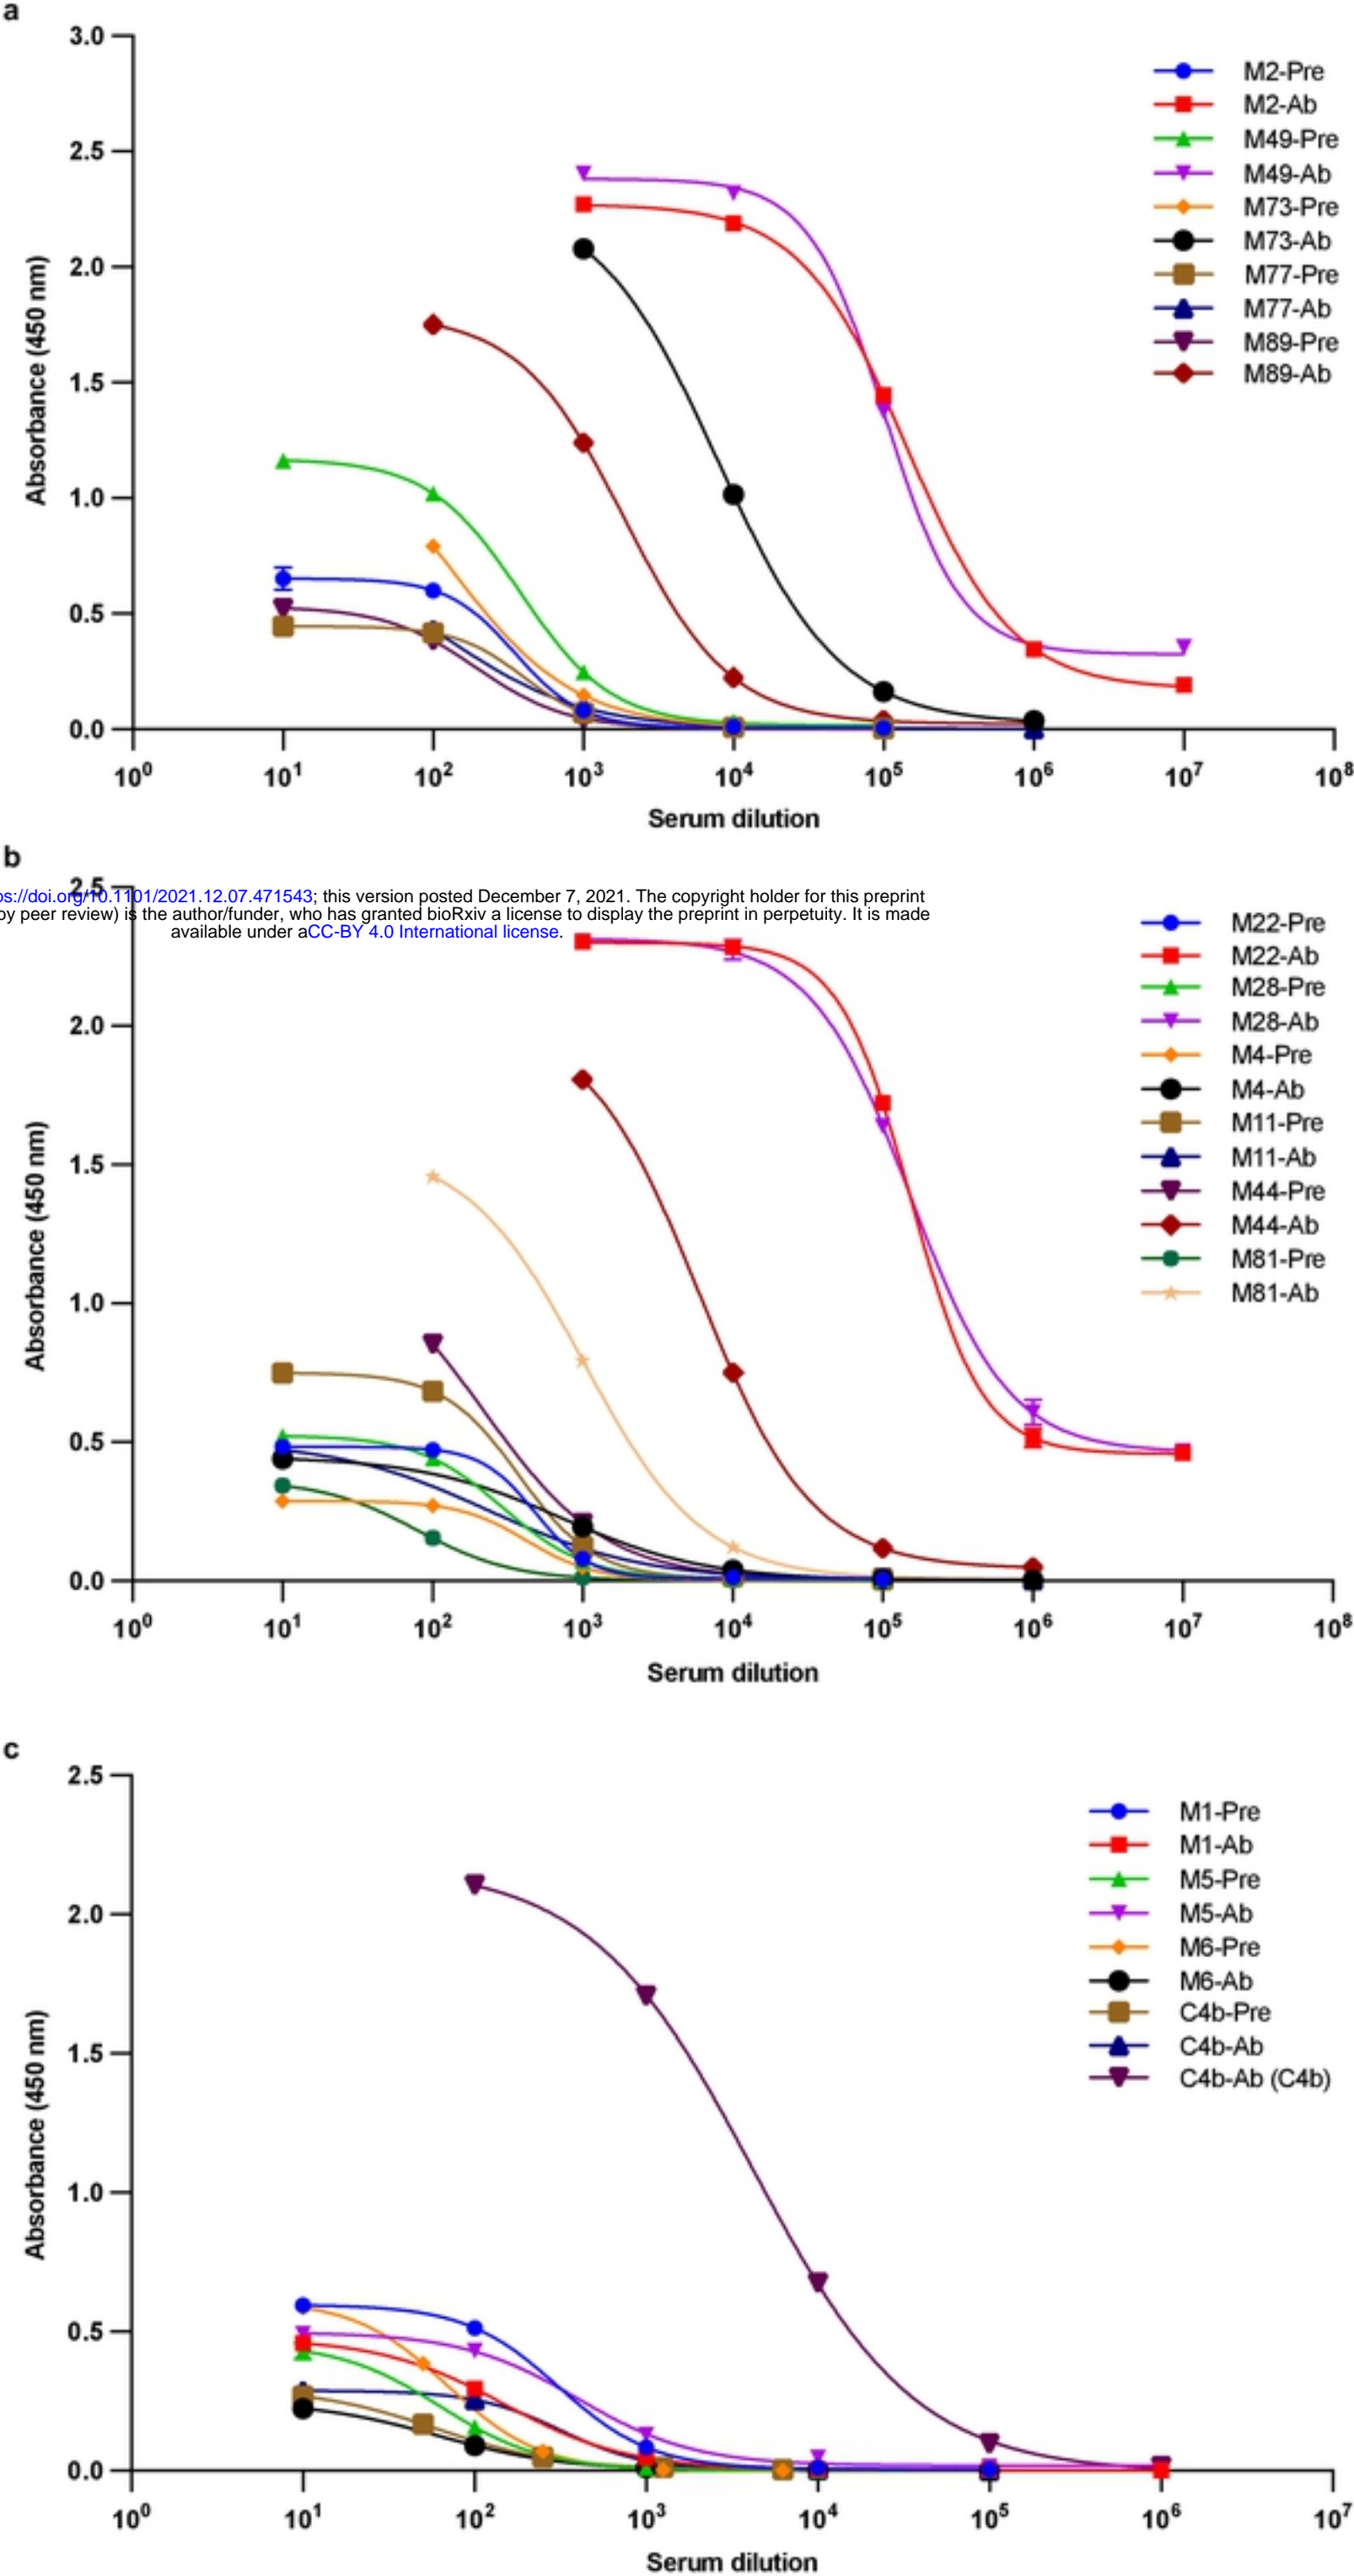 a
3.0
2.5
2.0
1.5
1.0
0.5
0.0
Absorbance (450 nm)
M2-Pre
M2-Ab
M49-Pre
M49-Ab
M73-Pre
M73-Ab
M77-Pre
M77-Ab
M89-Pre
M89-Ab
10⁰ 10¹ 10² 10³ 10⁴ 10⁵ 10⁶ 10⁷ 10⁸
Serum dilution
b
2.5
ps://doi.org/10.1101/2021.12.07.471543; this version posted December 7, 2021. The copyright holder for this preprint
by peer review) is the author/funder, who has granted bioRxiv a license to display the preprint in perpetuity. It is made
available under aCC-BY 4.0 International license.
2.0
1.5
1.0
0.5
0.0
Absorbance (450 nm)
M22-Pre
M22-Ab
M28-Pre
M28-Ab
M4-Pre
M4-Ab
M11-Pre
M11-Ab
M44-Pre
M44-Ab
M81-Pre
M81-Ab
10⁰ 10¹ 10² 10³ 10⁴ 10⁵ 10⁶ 10⁷ 10⁸
Serum dilution
c
2.5
2.0
1.5
1.0
0.5
0.0
Absorbance (450 nm)
M1-Pre
M1-Ab
M5-Pre
M5-Ab
M6-Pre
M6-Ab
C4b-Pre
C4b-Ab
C4b-Ab (C4b)
10⁰ 10¹ 10² 10³ 10⁴ 10⁵ 10⁶ 10⁷
Serum dilution